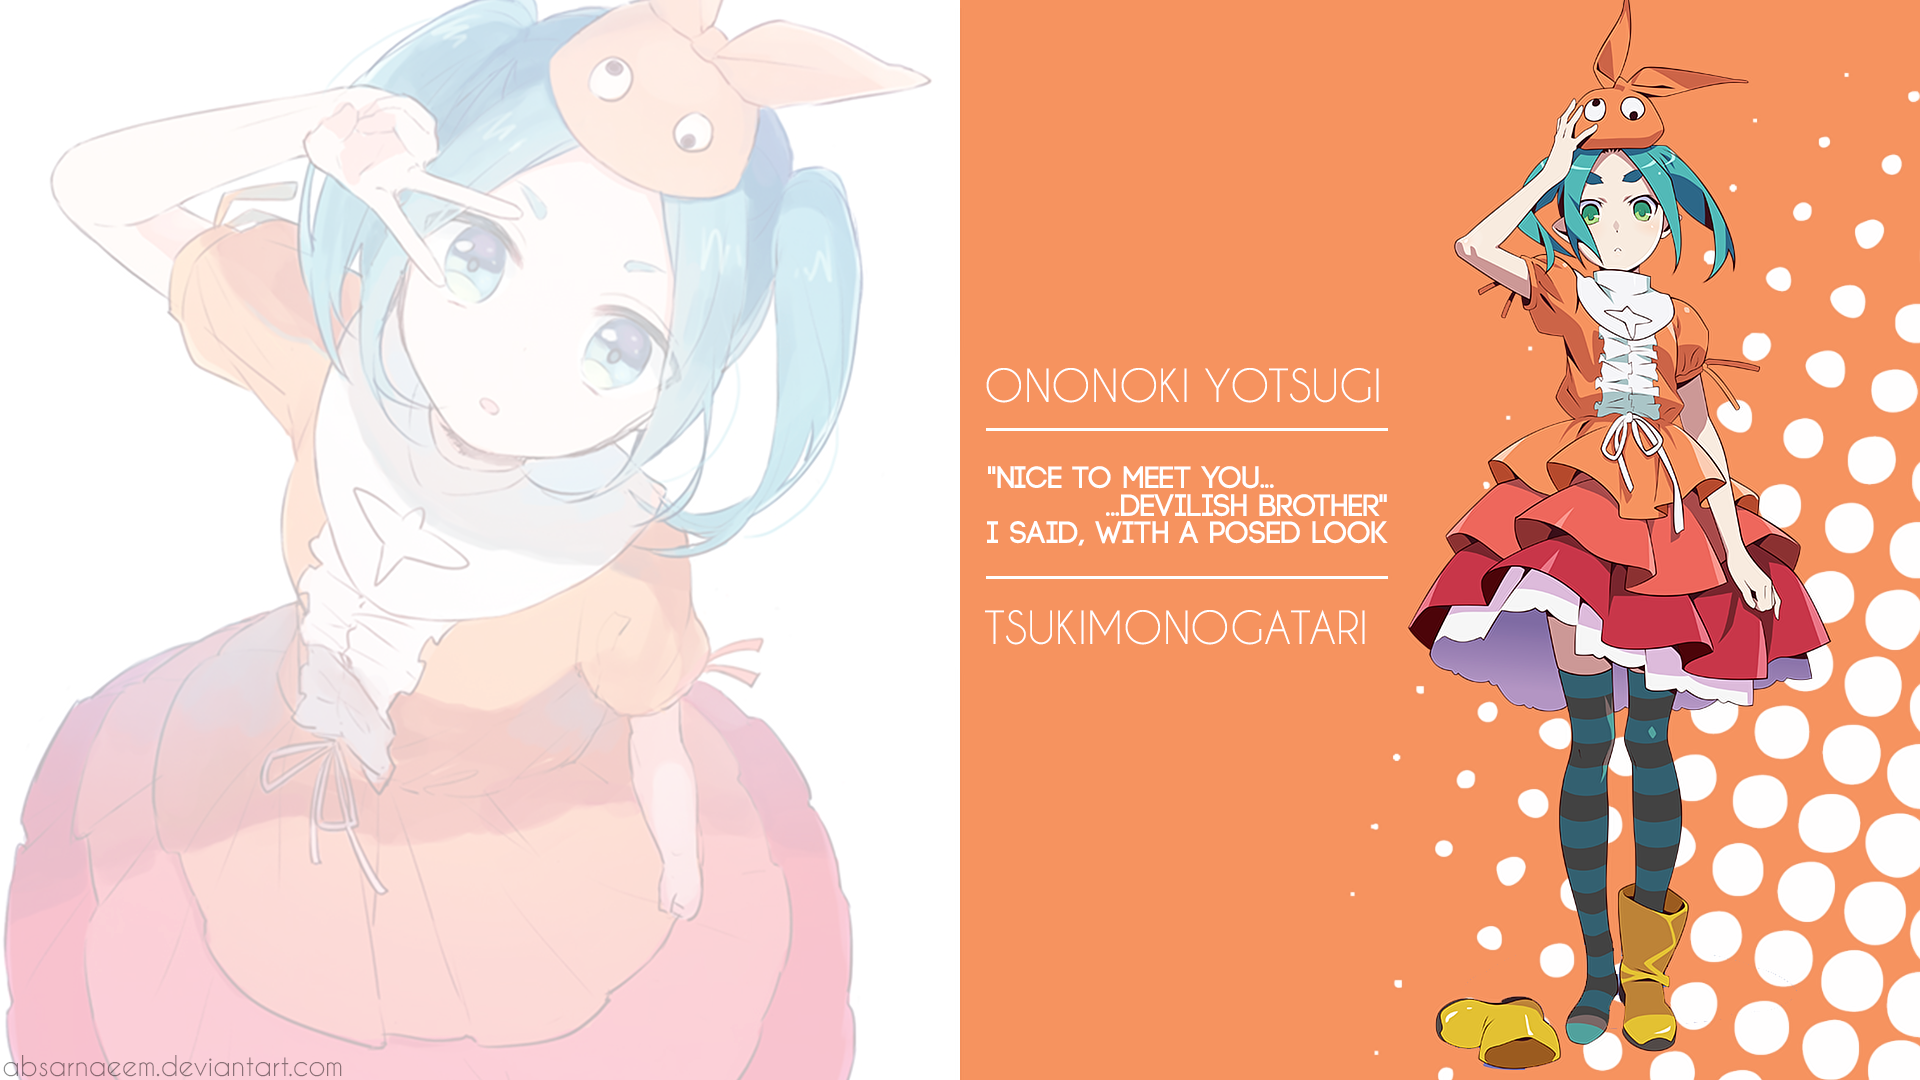 ONONOKI YOTSUGI
"NICE TO MEET YOU...
...DEVILISH BROTHER"
I SAID, WITH A POSED LOOK
TSUKIMONOGATARI
absarnaeem.deviantart.com